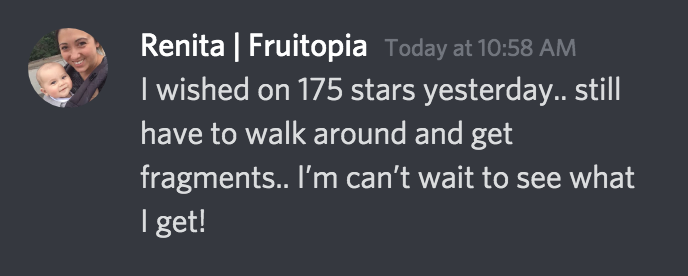 Renita | Fruitopia Today at 10:58 AM
I wished on 175 stars yesterday.. still
have to walk around and get
fragments.. I'm can't wait to see what
I get!